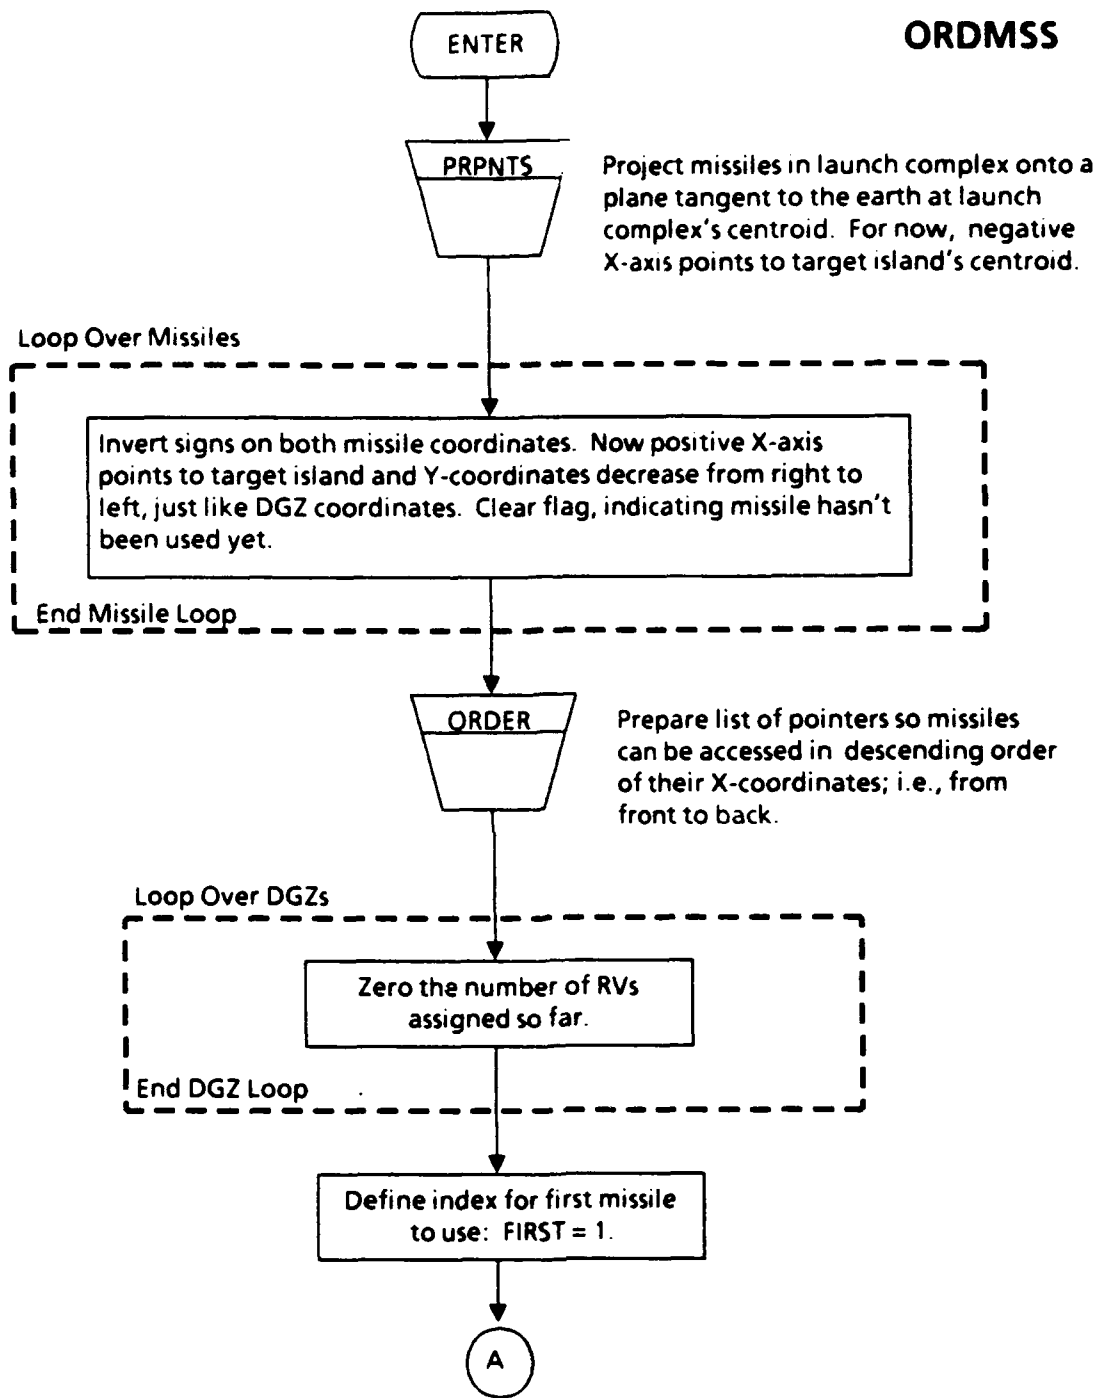 ORDMSS
ENTER
PRPNTS
Project missiles in launch complex onto a
plane tangent to the earth at launch
complex's centroid. For now, negative
X-axis points to target island's centroid.
Loop Over Missiles
Invert signs on both missile coordinates. Now positive X-axis
points to target island and Y-coordinates decrease from right to
left, just like DGZ coordinates. Clear flag, indicating missile hasn't
been used yet.
End Missile Loop
ORDER
Prepare list of pointers so missiles
can be accessed in descending order
of their X-coordinates; i.e., from
front to back.
Loop Over DGZs
Zero the number of RVs
assigned so far.
End DGZ Loop
Define index for first missile
to use: FIRST = 1.
A